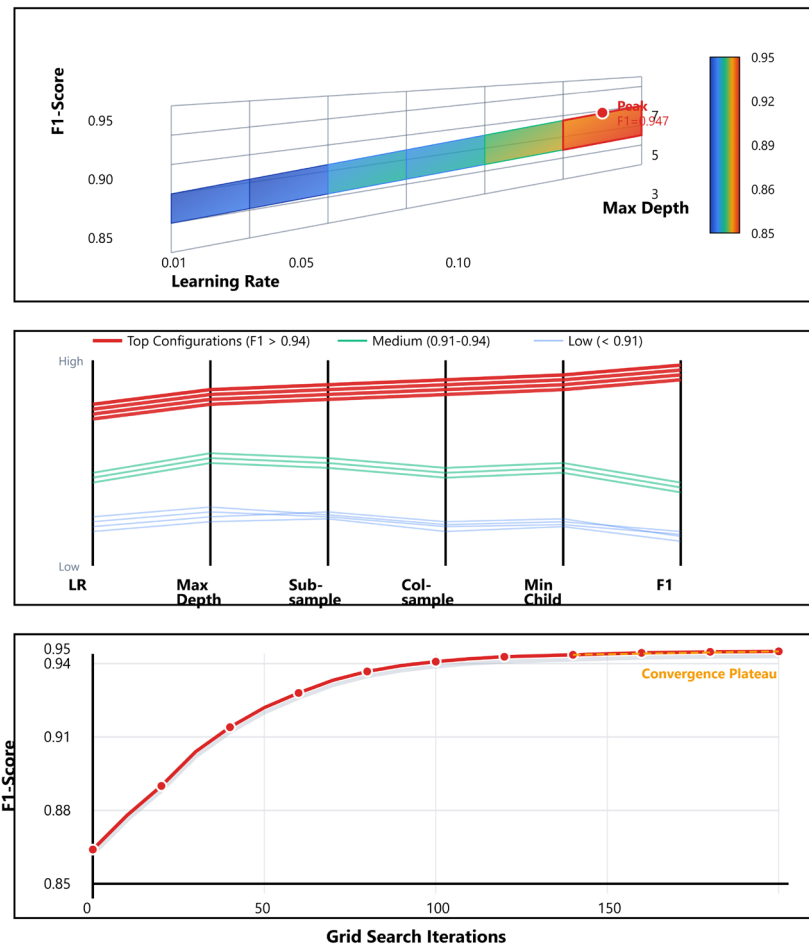 F1-Score
0.95
0.90
0.85
0.01
0.05
0.10
Learning Rate
Peak
F1=0.947
7
5
3
Max Depth
0.95
0.92
0.89
0.86
0.85
Top Configurations (F1 > 0.94)
Medium (0.91-0.94)
Low (< 0.91)
High
Low
LR
Max
Depth
Sub-
sample
Col-
sample
Min
Child
F1
0.95
0.94
0.91
0.88
0.85
F1-Score
Convergence Plateau
0
50
100
150
Grid Search Iterations